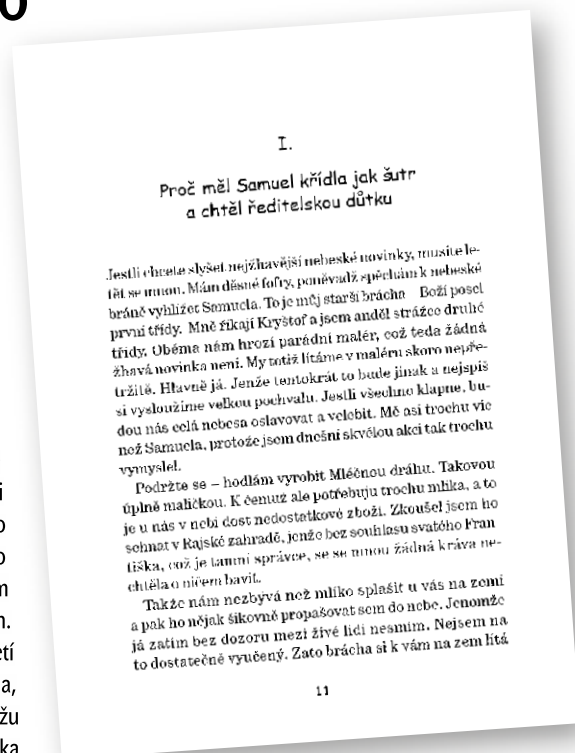 I.
Proč měl Samuel křídla jak šutr
a chtěl ředitelskou důtku
Jestli chcete slyšet nejžhavější nebeské novinky, musíte le-
tět se mnou. Mám děsné fofry, poněvadž spěchám k nebeské
bráně vyhlížet Samuela. To je můj starší brácha Boží posel
první třídy. Mně říkají Kryštof a jsem anděl strážce druhé
třídy. Oběma nám hrozí parádní malér, což teda žádná
žhavá novinka není. My totiž lítáme v maléru skoro nepře-
tržitě. Hlavně já. Jenže tentokrát to bude jinak a nejspíš
si vysloužíme velkou pochvalu. Jestli všechno klapne, bu-
dou nás celá nebesa oslavovat a velebit. Mě asi trochu víc
než Samuela, protože jsem dnešní skvělou akci tak trochu
vymyslel.
Podržte se – hodlám vyrobit Mléčnou dráhu. Takovou
úplně maličkou. K čemuž ale potřebuju trochu mlíka, a to
je u nás v nebi dost nedostatkové zboží. Zkoušel jsem ho
sehnat v Rajské zahradě, jenže bez souhlasu svatého Fran
tiška, což je tamní správce, se se mnou žádná kráva ne-
chtěla o ničem bavit.
Takže nám nezbývá než mlíko splašit u vás na zemi
a pak ho nějak šikovně propašovat sem do nebe. Jenomže
já zatím bez dozoru mezi živé lidi nesmím. Nejsem na
to dostatečně vyučený. Zato brácha si k vám na zem lítá
11